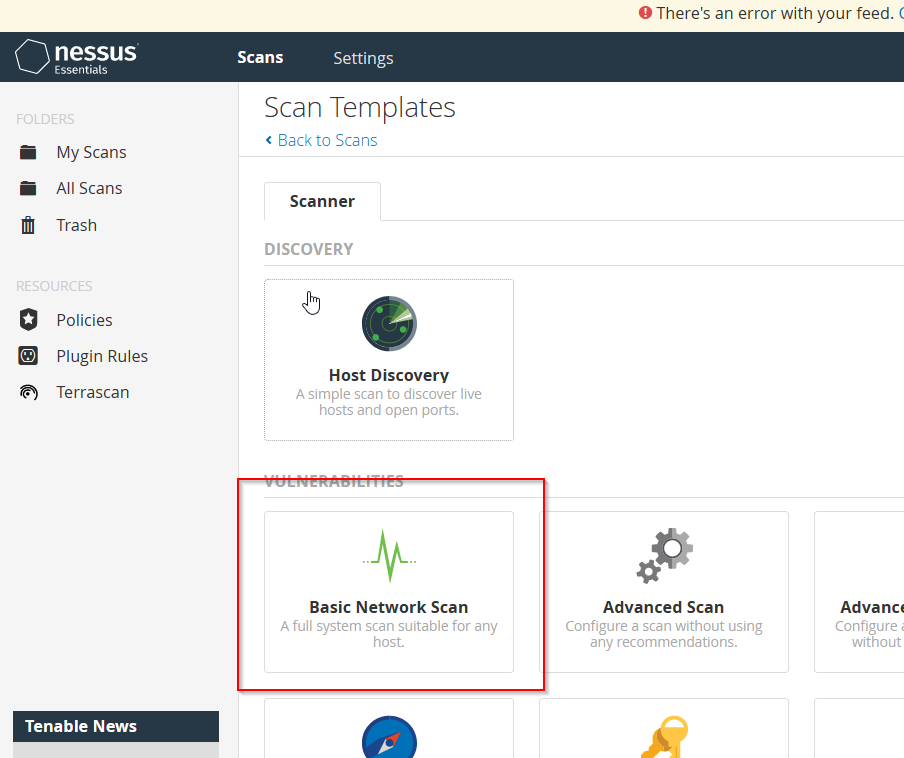 There's an error with your feed.
nessus
Essentials
Scans
Settings
FOLDERS
My Scans
All Scans
Trash
RESOURCES
Policies
Plugin Rules
Terrascan
Tenable News
Scan Templates
Back to Scans
Scanner
DISCOVERY
Host Discovery
A simple scan to discover live
hosts and open ports.
VULNERABILITIES
Basic Network Scan
A full system scan suitable for any
host.
Advanced Scan
Configure a scan without using
any recommendations.
Advance
Configure a
without